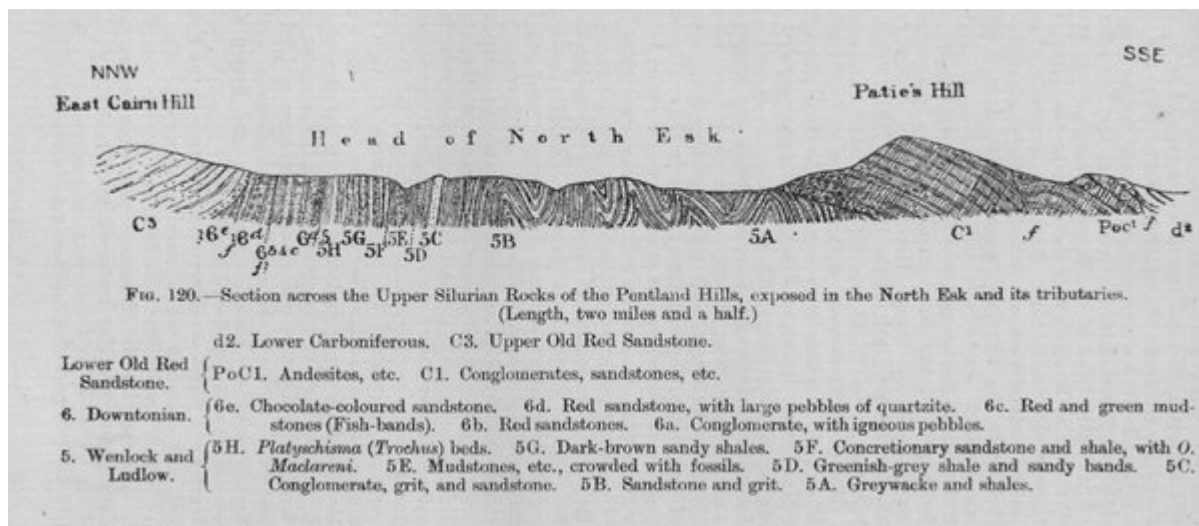 NNW
SSE
East Cairn Hill
Patie's Hill
Head of North Esk
C3 6e f 6d 6b&c f? 6a 5H 5G 5F 5E 5D 5C 5B 5A C1 f PoC1 f d2
FIG. 120.—Section across the Upper Silurian Rocks of the Pentland Hills, exposed in the North Esk and its tributaries.
(Length, two miles and a half.)
d2. Lower Carboniferous. C3. Upper Old Red Sandstone.
Lower Old Red Sandstone. { PoC1. Andesites, etc. C1. Conglomerates, sandstones, etc.
6. Downtonian. { 6e. Chocolate-coloured sandstone. 6d. Red sandstone, with large pebbles of quartzite. 6c. Red and green mud-
stones (Fish-bands). 6b. Red sandstones. 6a. Conglomerate, with igneous pebbles.
5. Wenlock and Ludlow. { 5H. Platyschisma (Trochus) beds. 5G. Dark-brown sandy shales. 5F. Concretionary sandstone and shale, with O.
Maclareni. 5E. Mudstones, etc., crowded with fossils. 5D. Greenish-grey shale and sandy bands. 5C.
Conglomerate, grit, and sandstone. 5B. Sandstone and grit. 5A. Greywacke and shales.